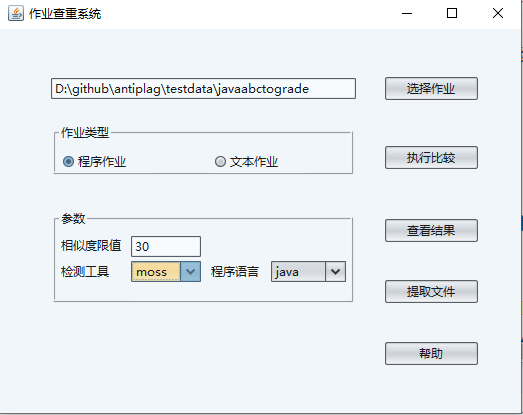 作业查重系统
D:\github\antiplag\testdata\javaabctograde
选择作业
作业类型
程序作业 文本作业
执行比较
参数
相似度限值 30
查看结果
检测工具 moss 程序语言 java
提取文件
帮助